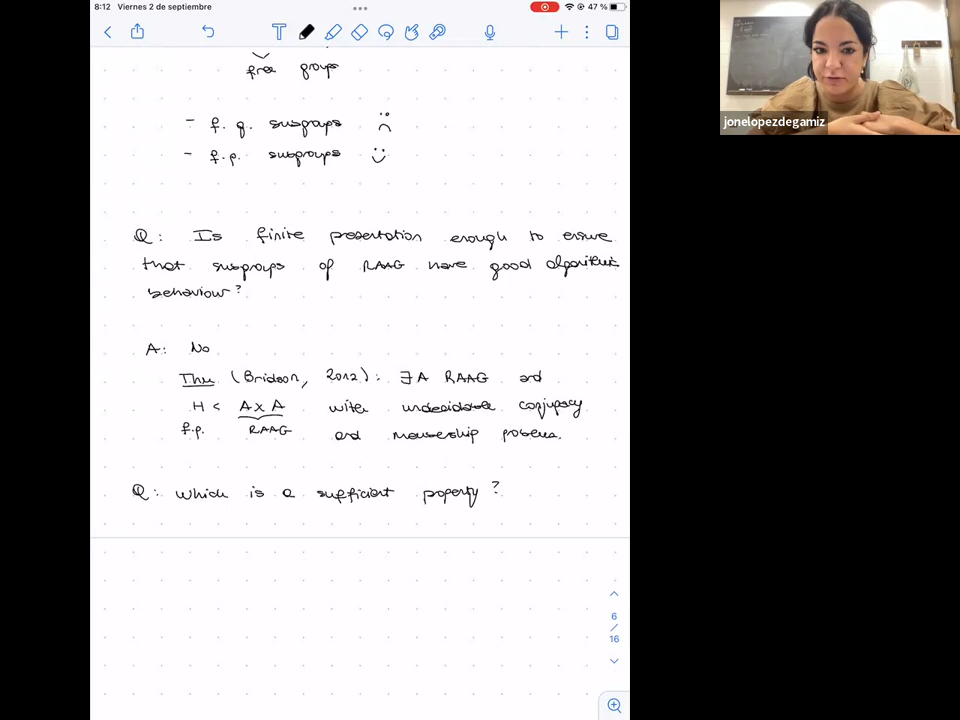 8:12 Viernes 2 de septiembre
47 %
free groups
- f. g. subgroups
- f.p. subgroups
Q: Is finite presentation enough to ensure
that subgroups of RAAG have good algorithmic
behaviour?
A: No
Thm (Bridson, 2012): ∃ A RAAG and
H < A x A with undecidable conjugacy
f.p. RAAG and membership problem.
Q: which is a sufficient property?
6
/
16
jonelopezdegamiz